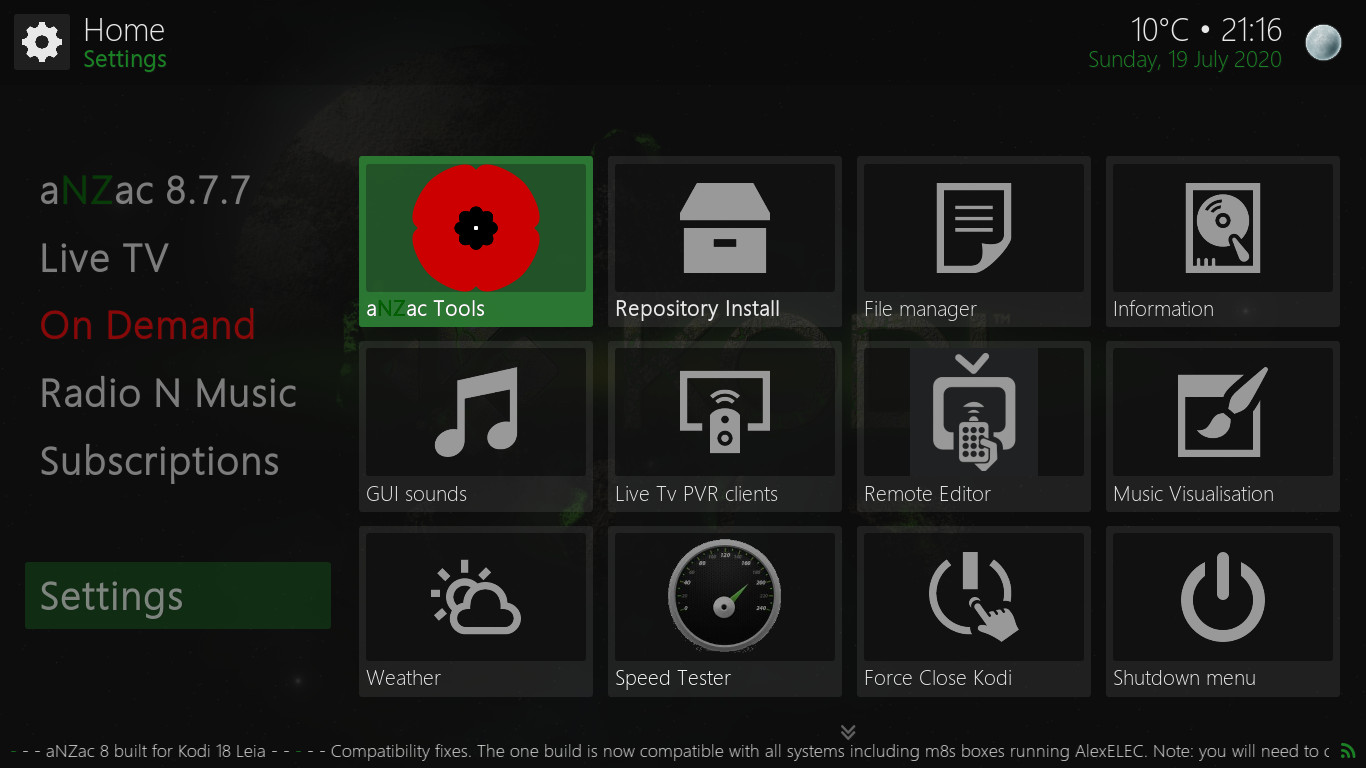 Home
Settings
10°C • 21:16
Sunday, 19 July 2020
aNZac 8.7.7
Live TV
On Demand
Radio N Music
Subscriptions
Settings
aNZac Tools
Repository Install
File manager
Information
GUI sounds
Live Tv PVR clients
Remote Editor
Music Visualisation
Weather
Speed Tester
Force Close Kodi
Shutdown menu
- - - aNZac 8 built for Kodi 18 Leia - - - - - Compatibility fixes. The one build is now compatible with all systems including m8s boxes running AlexELEC. Note: you will need to